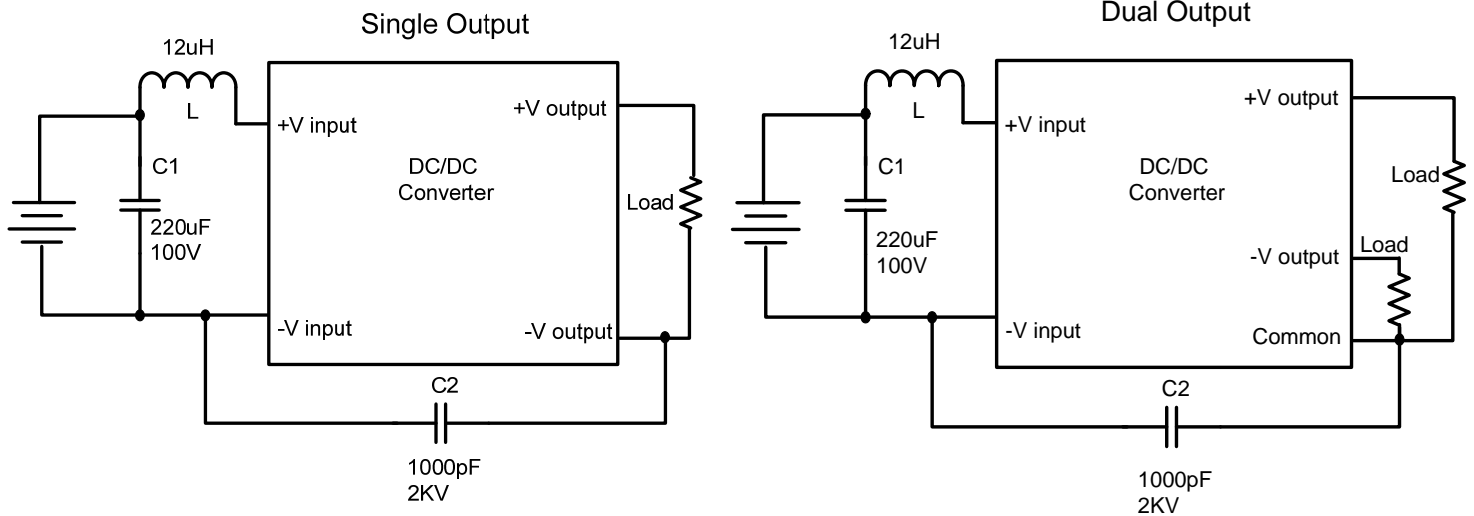 Single Output
12uH
L
+V input
+V output
C1
DC/DC
Converter
Load
220uF
100V
-V input
-V output
C2
1000pF
2KV
Dual Output
12uH
L
+V input
+V output
C1
DC/DC
Converter
Load
220uF
100V
Load
-V output
-V input
Common
C2
1000pF
2KV